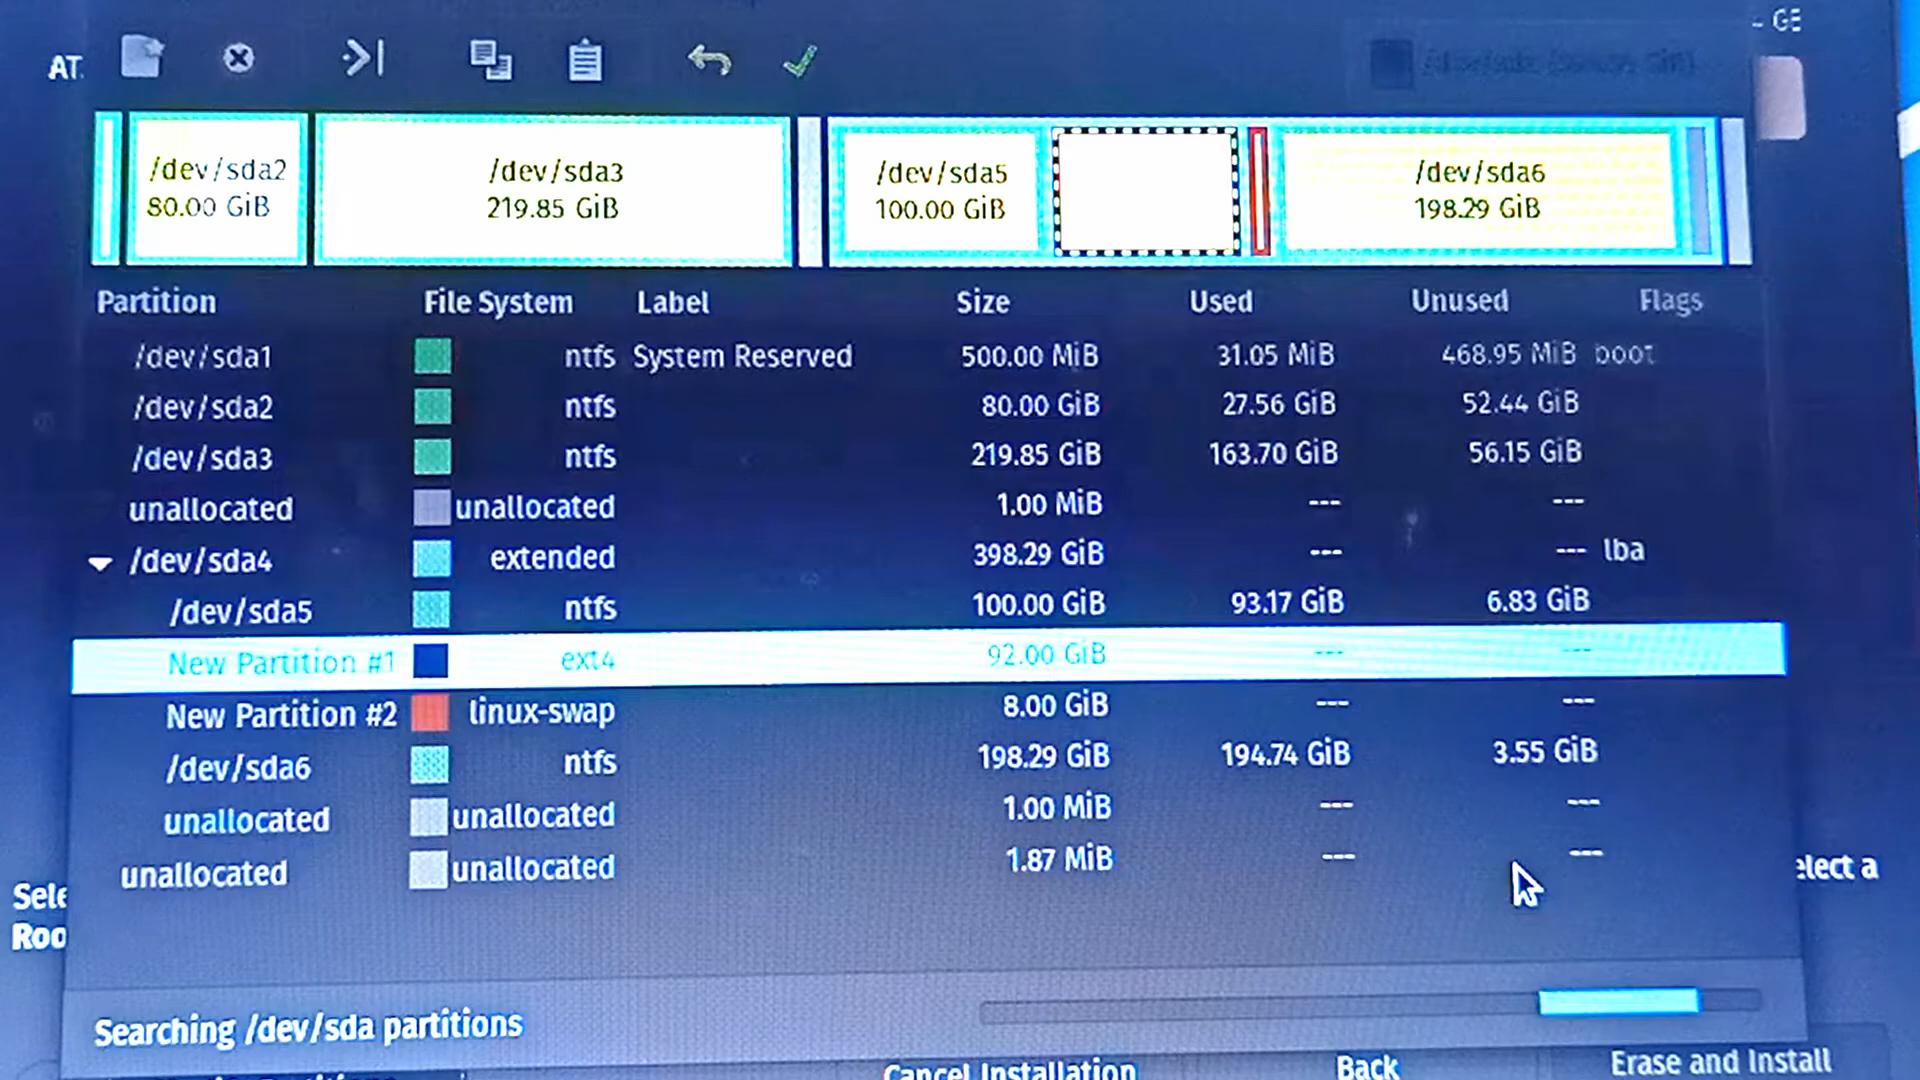 - GE
AT
/dev/sda2
80.00 GiB
/dev/sda3
219.85 GiB
/dev/sda5
100.00 GiB
/dev/sda6
198.29 GiB
Partition File System Label Size Used Unused Flags
/dev/sda1 ntfs System Reserved 500.00 MiB 31.05 MiB 468.95 MiB boot
/dev/sda2 ntfs 80.00 GiB 27.56 GiB 52.44 GiB
/dev/sda3 ntfs 219.85 GiB 163.70 GiB 56.15 GiB
unallocated unallocated 1.00 MiB --- ---
/dev/sda4 extended 398.29 GiB --- --- lba
/dev/sda5 ntfs 100.00 GiB 93.17 GiB 6.83 GiB
New Partition #1 ext4 92.00 GiB --- ---
New Partition #2 linux-swap 8.00 GiB --- ---
/dev/sda6 ntfs 198.29 GiB 194.74 GiB 3.55 GiB
unallocated unallocated 1.00 MiB --- ---
unallocated unallocated 1.87 MiB --- ---
Sele
elect a
Roo
Searching /dev/sda partitions
Cancel Installation Back Erase and Install